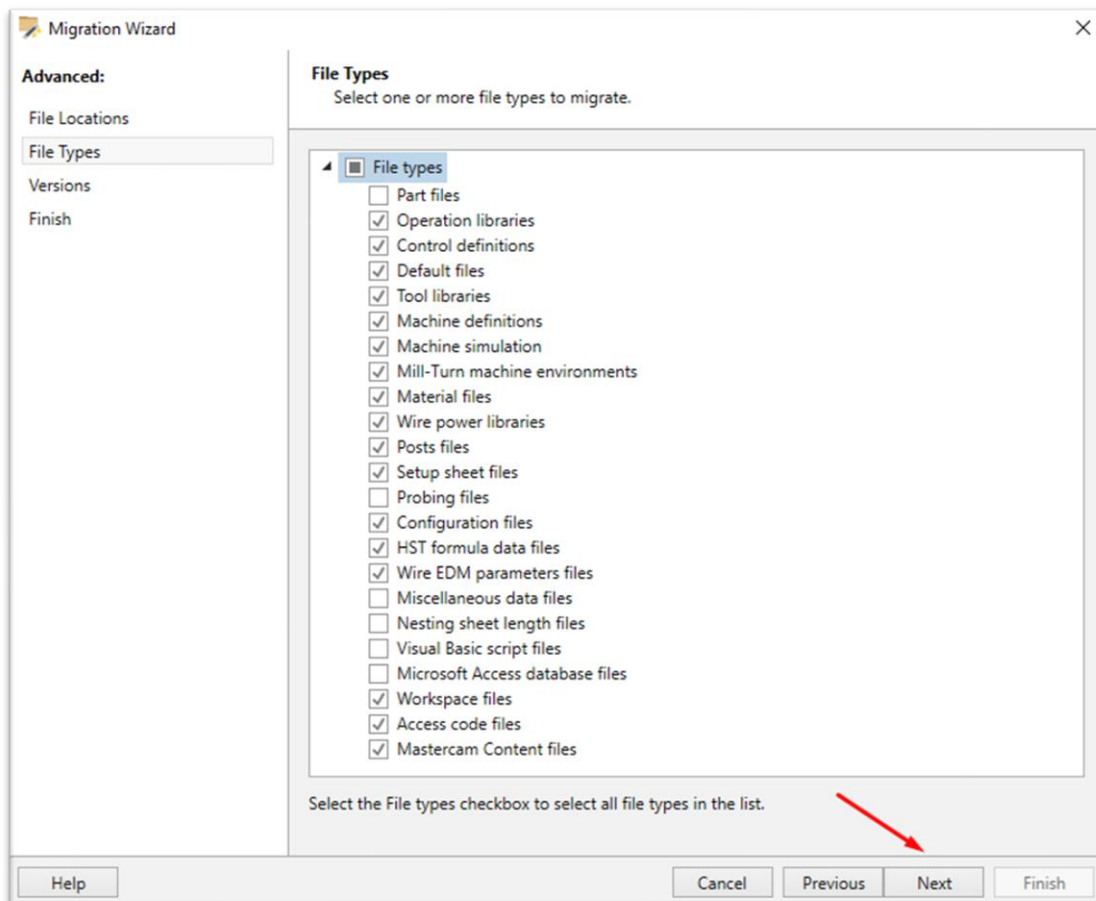 Migration Wizard
Advanced:
File Locations
File Types
Versions
Finish
File Types
Select one or more file types to migrate.
File types
Part files
Operation libraries
Control definitions
Default files
Tool libraries
Machine definitions
Machine simulation
Mill-Turn machine environments
Material files
Wire power libraries
Posts files
Setup sheet files
Probing files
Configuration files
HST formula data files
Wire EDM parameters files
Miscellaneous data files
Nesting sheet length files
Visual Basic script files
Microsoft Access database files
Workspace files
Access code files
Mastercam Content files
Select the File types checkbox to select all file types in the list.
Help
Cancel
Previous
Next
Finish